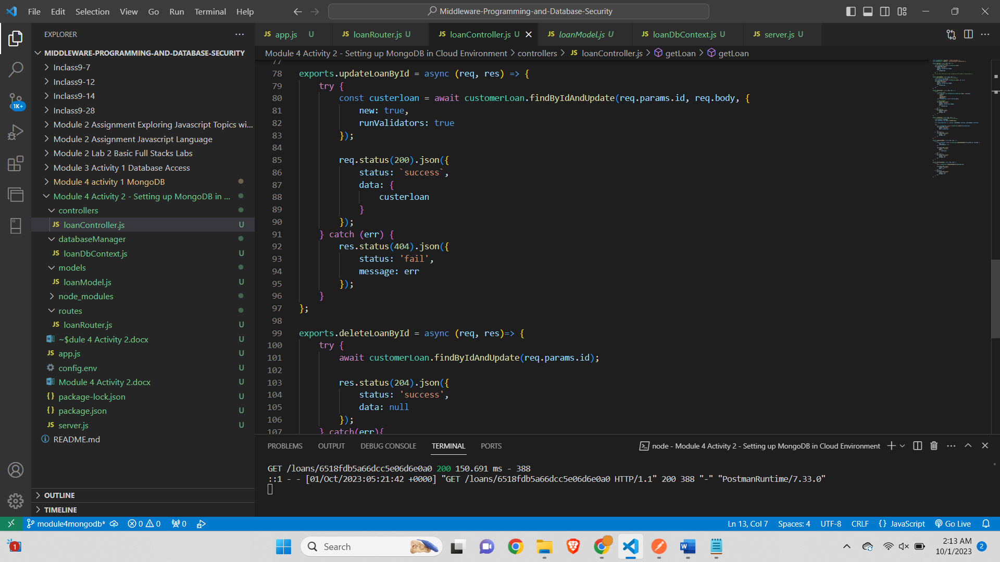 File Edit Selection View Go Run Terminal Help
Middleware-Programming-and-Database-Security
EXPLORER
MIDDLEWARE-PROGRAMMING-AND-DATABASE-SECURITY
Inclass9-7
Inclass9-12
Inclass9-14
Inclass9-28
Module 2 Assignment Exploring Javascript Topics wi...
Module 2 Assignment Javascript Language
Module 2 Lab 2 Basic Full Stacks Labs
Module 3 Activity 1 Database Access
Module 4 activity 1 MongoDB
Module 4 Activity 2 - Setting up MongoDB in ...
controllers
JS loanController.js U
databaseManager
JS loanDbContext.js U
models
JS loanModel.js U
node_modules
routes
JS loanRouter.js U
~$dule 4 Activity 2.docx U
JS app.js U
config.env U
Module 4 Activity 2.docx U
{} package-lock.json U
{} package.json U
JS server.js U
README.md
OUTLINE
TIMELINE
1K+
JS app.js U JS loanRouter.js U JS loanController.js U JS loanModel.js U JS loanDbContext.js U JS server.js U
Module 4 Activity 2 - Setting up MongoDB in Cloud Environment > controllers > JS loanController.js > getLoan > getLoan
77
78 exports.updateLoanById = async (req, res) => {
79 try {
80 const custerloan = await customerLoan.findByIdAndUpdate(req.params.id, req.body, {
81 new: true,
82 runValidators: true
83 });
84
85 req.status(200).json({
86 status: `success`,
87 data: {
88 custerloan
89 }
90 });
91 } catch (err) {
92 res.status(404).json({
93 status: 'fail',
94 message: err
95 });
96 }
97 };
98
99 exports.deleteLoanById = async (req, res)=> {
100 try {
101 await customerLoan.findByIdAndUpdate(req.params.id);
102
103 res.status(204).json({
104 status: 'success',
105 data: null
106 });
107 } catch(err){
PROBLEMS OUTPUT DEBUG CONSOLE TERMINAL PORTS
node - Module 4 Activity 2 - Setting up MongoDB in Cloud Environment
GET /loans/6518fdb5a66dcc5e06d6e0a0 200 150.691 ms - 388
::1 - - [01/Oct/2023:05:21:42 +0000] "GET /loans/6518fdb5a66dcc5e06d6e0a0 HTTP/1.1" 200 388 "-" "PostmanRuntime/7.33.0"
module4mongodb* 0 0 0 Ln 13, Col 7 Spaces: 4 UTF-8 CRLF {} JavaScript Go Live
1 Search 2:13 AM
10/1/2023 2